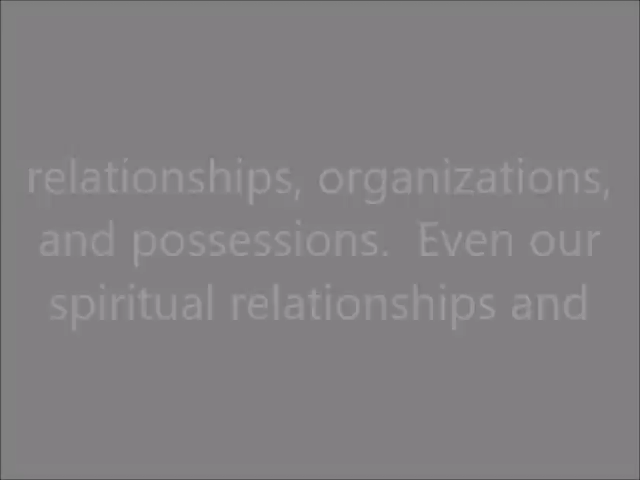 relationships, organizations,
and possessions.  Even our
spiritual relationships and